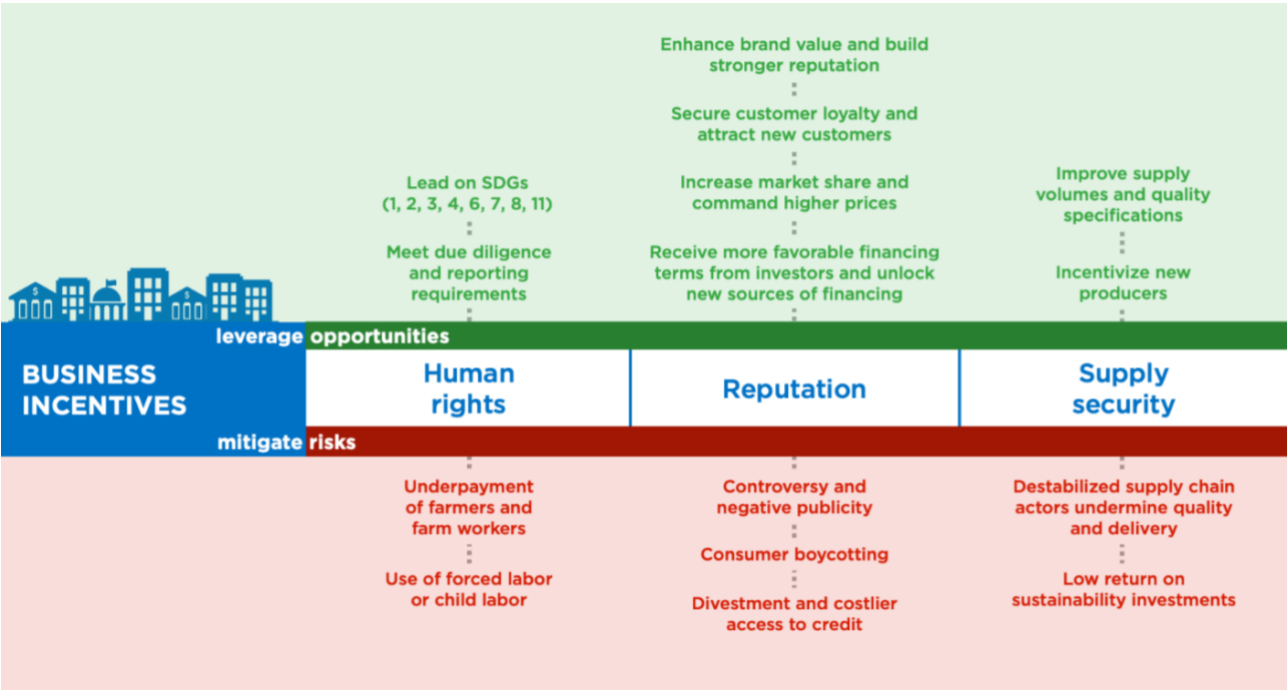 Enhance brand value and build
stronger reputation
Secure customer loyalty and
attract new customers
Lead on SDGs
(1, 2, 3, 4, 6, 7, 8, 11)
Increase market share and
command higher prices
Improve supply
volumes and quality
specifications
Meet due diligence
and reporting
requirements
Receive more favorable financing
terms from investors and unlock
new sources of financing
Incentivize new
producers
$
$
leverage opportunities
BUSINESS
INCENTIVES
Human
rights
Reputation
Supply
security
mitigate risks
Underpayment
of farmers and
farm workers
Use of forced labor
or child labor
Controversy and
negative publicity
Consumer boycotting
Divestment and costlier
access to credit
Destabilized supply chain
actors undermine quality
and delivery
Low return on
sustainability investments